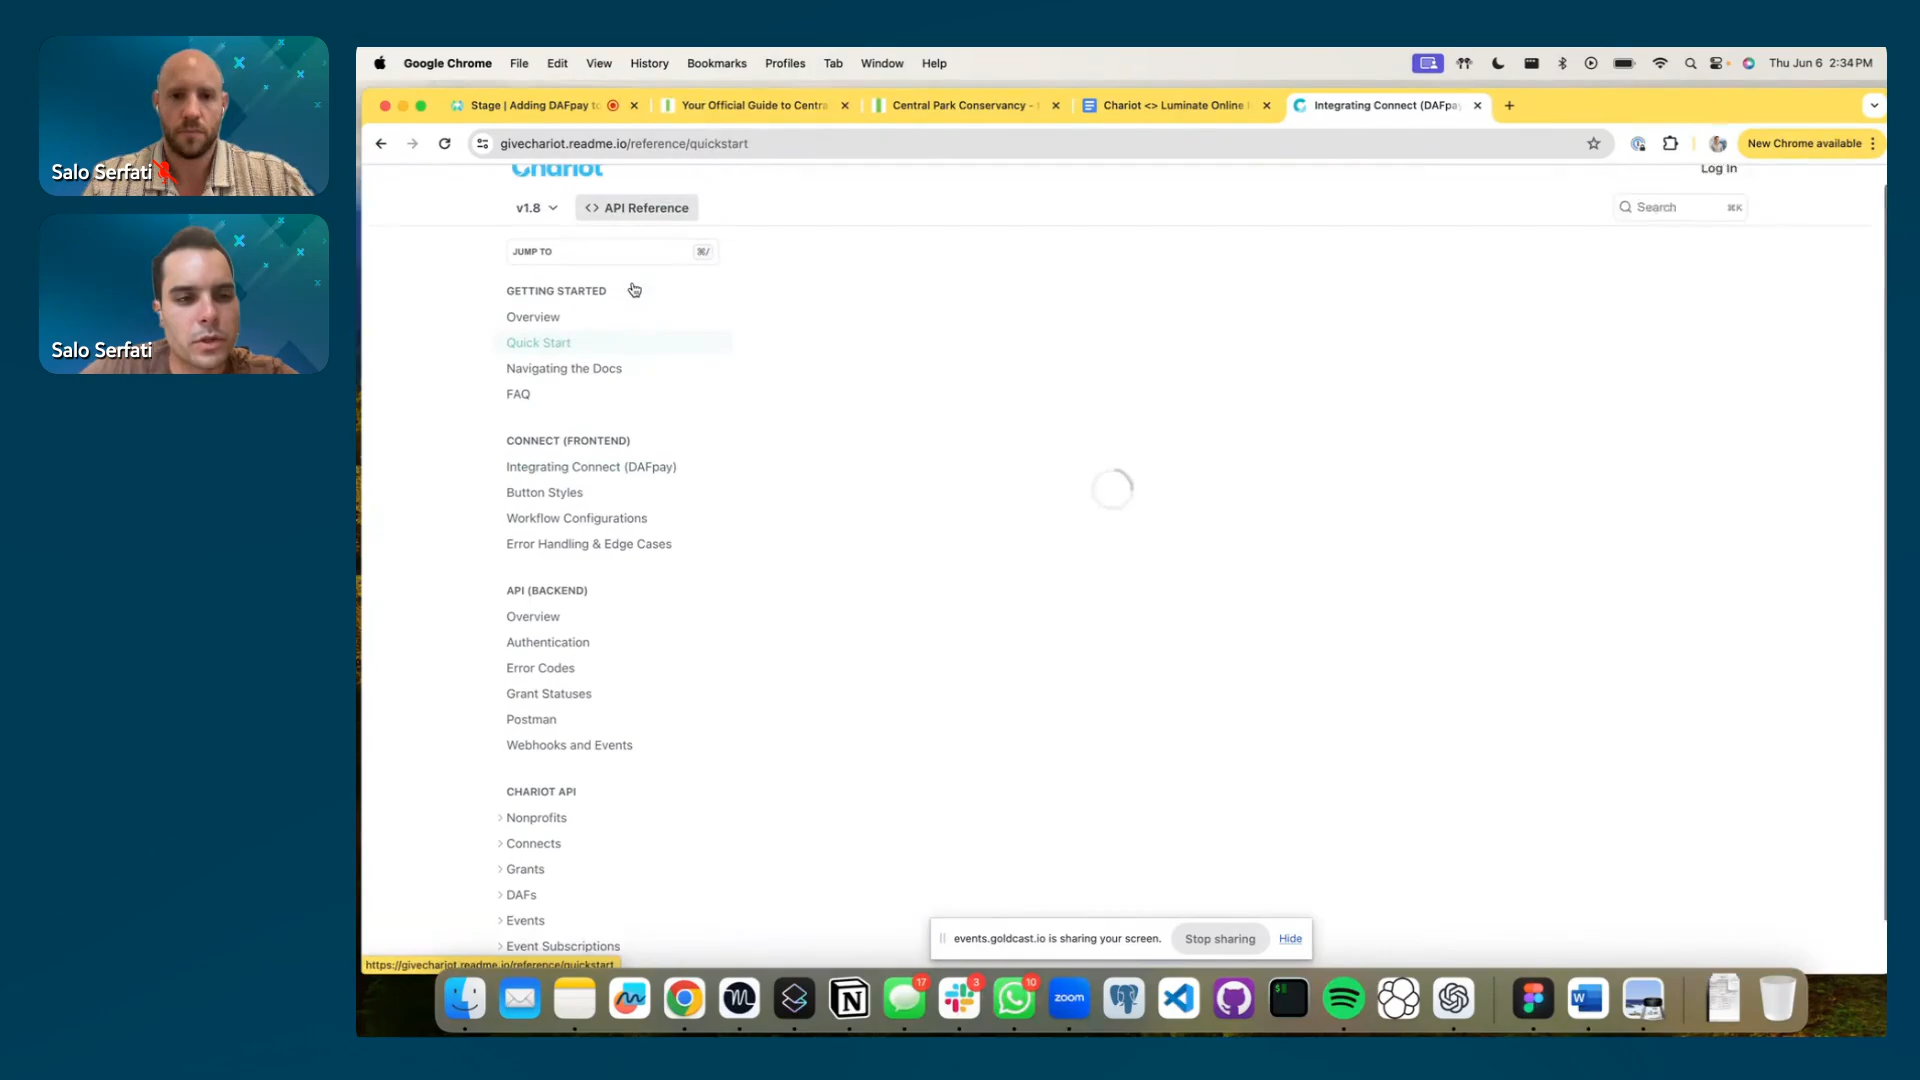 Salo Serfati
Salo Serfati
Google Chrome File Edit View History Bookmarks Profiles Tab Window Help
Thu Jun 6 2:34 PM
Stage | Adding DAFpay to
Your Official Guide to Centra
Central Park Conservancy -
Chariot <> Luminate Online
Integrating Connect (DAFpa
givechariot.readme.io/reference/quickstart
New Chrome available
Chariot
Log In
v1.8
<> API Reference
Search ⌘K
JUMP TO ⌘/
GETTING STARTED
Overview
Quick Start
Navigating the Docs
FAQ
CONNECT (FRONTEND)
Integrating Connect (DAFpay)
Button Styles
Workflow Configurations
Error Handling & Edge Cases
API (BACKEND)
Overview
Authentication
Error Codes
Grant Statuses
Postman
Webhooks and Events
CHARIOT API
Nonprofits
Connects
Grants
DAFs
Events
Event Subscriptions
events.goldcast.io is sharing your screen. Stop sharing Hide
https://givechariot.readme.io/reference/quickstart
17
3
10
zoom